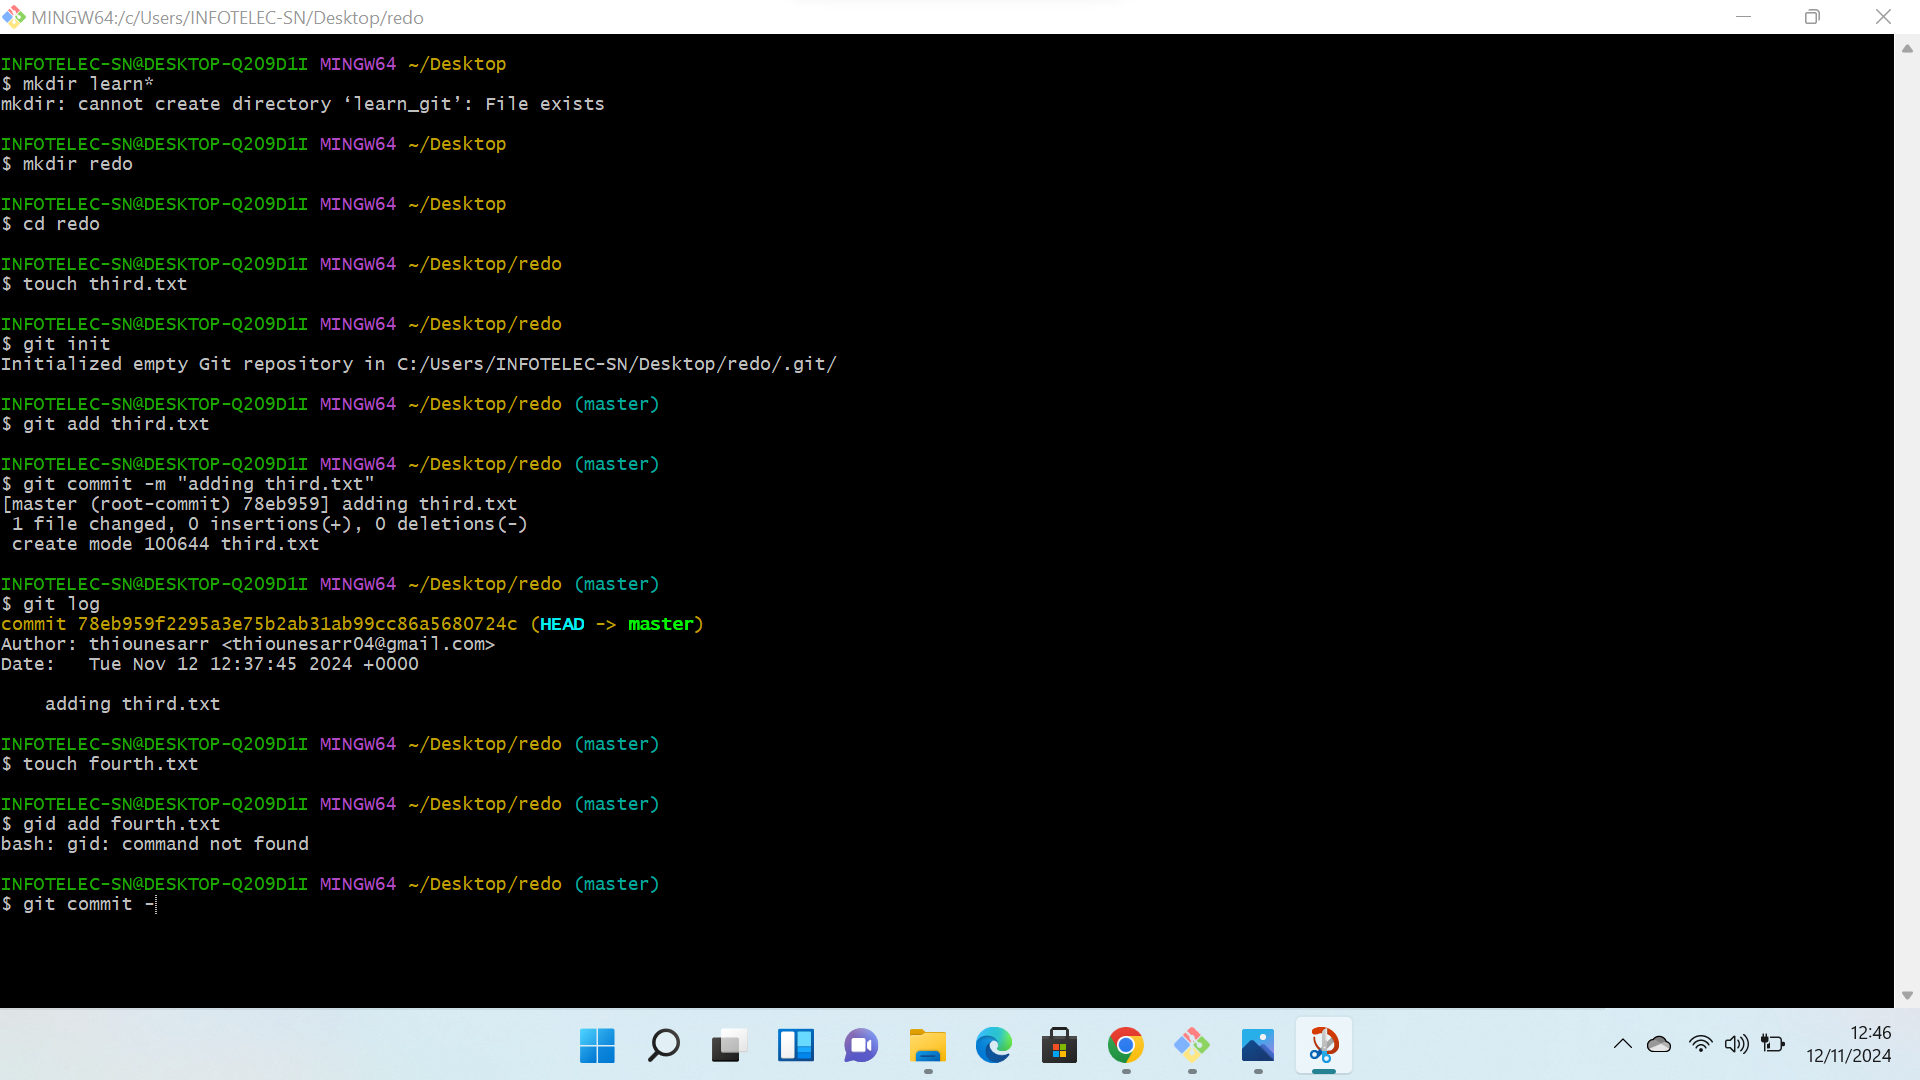 MINGW64:/c/Users/INFOTELEC-SN/Desktop/redo
INFOTELEC-SN@DESKTOP-Q209D1I MINGW64 ~/Desktop
$ mkdir learn*
mkdir: cannot create directory ‘learn_git’: File exists
INFOTELEC-SN@DESKTOP-Q209D1I MINGW64 ~/Desktop
$ mkdir redo
INFOTELEC-SN@DESKTOP-Q209D1I MINGW64 ~/Desktop
$ cd redo
INFOTELEC-SN@DESKTOP-Q209D1I MINGW64 ~/Desktop/redo
$ touch third.txt
INFOTELEC-SN@DESKTOP-Q209D1I MINGW64 ~/Desktop/redo
$ git init
Initialized empty Git repository in C:/Users/INFOTELEC-SN/Desktop/redo/.git/
INFOTELEC-SN@DESKTOP-Q209D1I MINGW64 ~/Desktop/redo (master)
$ git add third.txt
INFOTELEC-SN@DESKTOP-Q209D1I MINGW64 ~/Desktop/redo (master)
$ git commit -m "adding third.txt"
[master (root-commit) 78eb959] adding third.txt
 1 file changed, 0 insertions(+), 0 deletions(-)
 create mode 100644 third.txt
INFOTELEC-SN@DESKTOP-Q209D1I MINGW64 ~/Desktop/redo (master)
$ git log
commit 78eb959f2295a3e75b2ab31ab99cc86a5680724c (HEAD -> master)
Author: thiounesarr <thiounesarr04@gmail.com>
Date:   Tue Nov 12 12:37:45 2024 +0000
    adding third.txt
INFOTELEC-SN@DESKTOP-Q209D1I MINGW64 ~/Desktop/redo (master)
$ touch fourth.txt
INFOTELEC-SN@DESKTOP-Q209D1I MINGW64 ~/Desktop/redo (master)
$ gid add fourth.txt
bash: gid: command not found
INFOTELEC-SN@DESKTOP-Q209D1I MINGW64 ~/Desktop/redo (master)
$ git commit -
12:46
12/11/2024